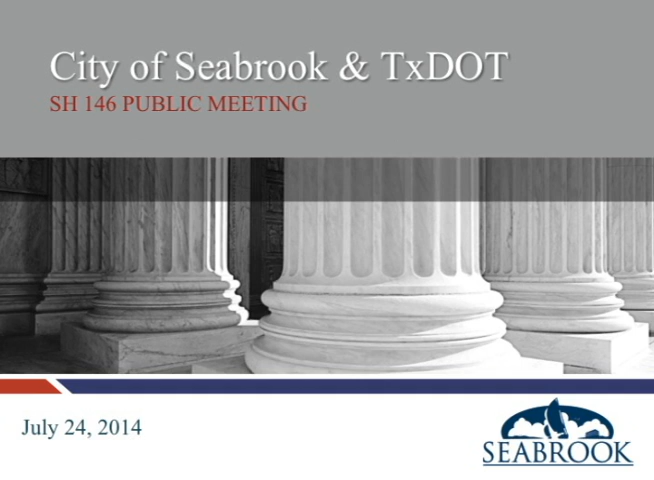 City of Seabrook & TxDOT
SH 146 PUBLIC MEETING
July 24, 2014
SEABROOK